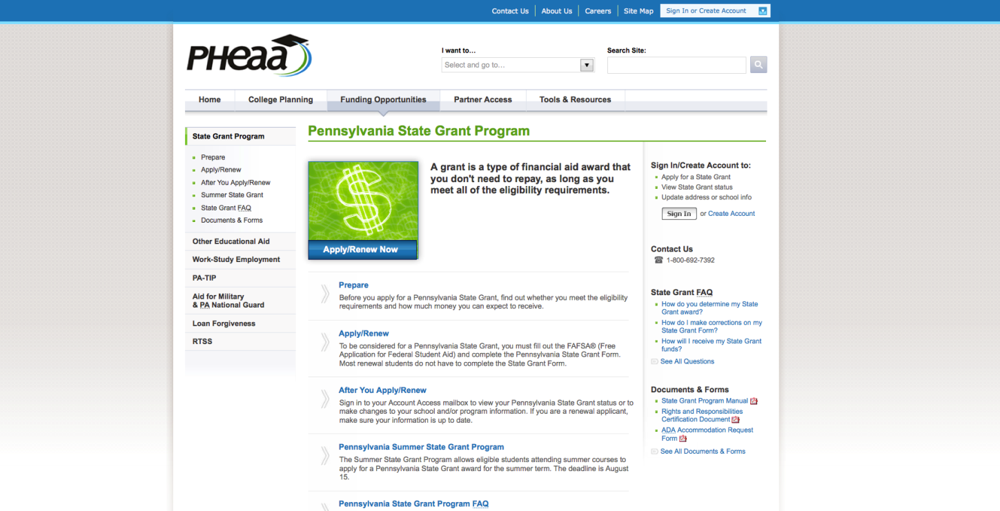 Contact Us
About Us
Careers
Site Map
Sign In or Create Account
PHeaa
I want to...
Select and go to...
Search Site:
Home
College Planning
Funding Opportunities
Partner Access
Tools & Resources
State Grant Program
Prepare
Apply/Renew
After You Apply/Renew
Summer State Grant
State Grant FAQ
Documents & Forms
Other Educational Aid
Work-Study Employment
PA-TIP
Aid for Military
& PA National Guard
Loan Forgiveness
RTSS
Pennsylvania State Grant Program
Apply/Renew Now
A grant is a type of financial aid award that
you don't need to repay, as long as you
meet all of the eligibility requirements.
Prepare
Before you apply for a Pennsylvania State Grant, find out whether you meet the eligibility
requirements and how much money you can expect to receive.
Apply/Renew
To be considered for a Pennsylvania State Grant, you must fill out the FAFSA® (Free
Application for Federal Student Aid) and complete the Pennsylvania State Grant Form.
Most renewal students do not have to complete the State Grant Form.
After You Apply/Renew
Sign in to your Account Access mailbox to view your Pennsylvania State Grant status or to
make changes to your school and/or program information. If you are a renewal applicant,
make sure your information is up to date.
Pennsylvania Summer State Grant Program
The Summer State Grant Program allows eligible students attending summer courses to
apply for a Pennsylvania State Grant award for the summer term. The deadline is August
15.
Pennsylvania State Grant Program FAQ
Sign In/Create Account to:
Apply for a State Grant
View State Grant status
Update address or school info
Sign In or Create Account
Contact Us
1-800-692-7392
State Grant FAQ
How do you determine my State
Grant award?
How do I make corrections on my
State Grant Form?
How will I receive my State Grant
funds?
See All Questions
Documents & Forms
State Grant Program Manual
Rights and Responsibilities
Certification Document
ADA Accommodation Request
Form
See All Documents & Forms